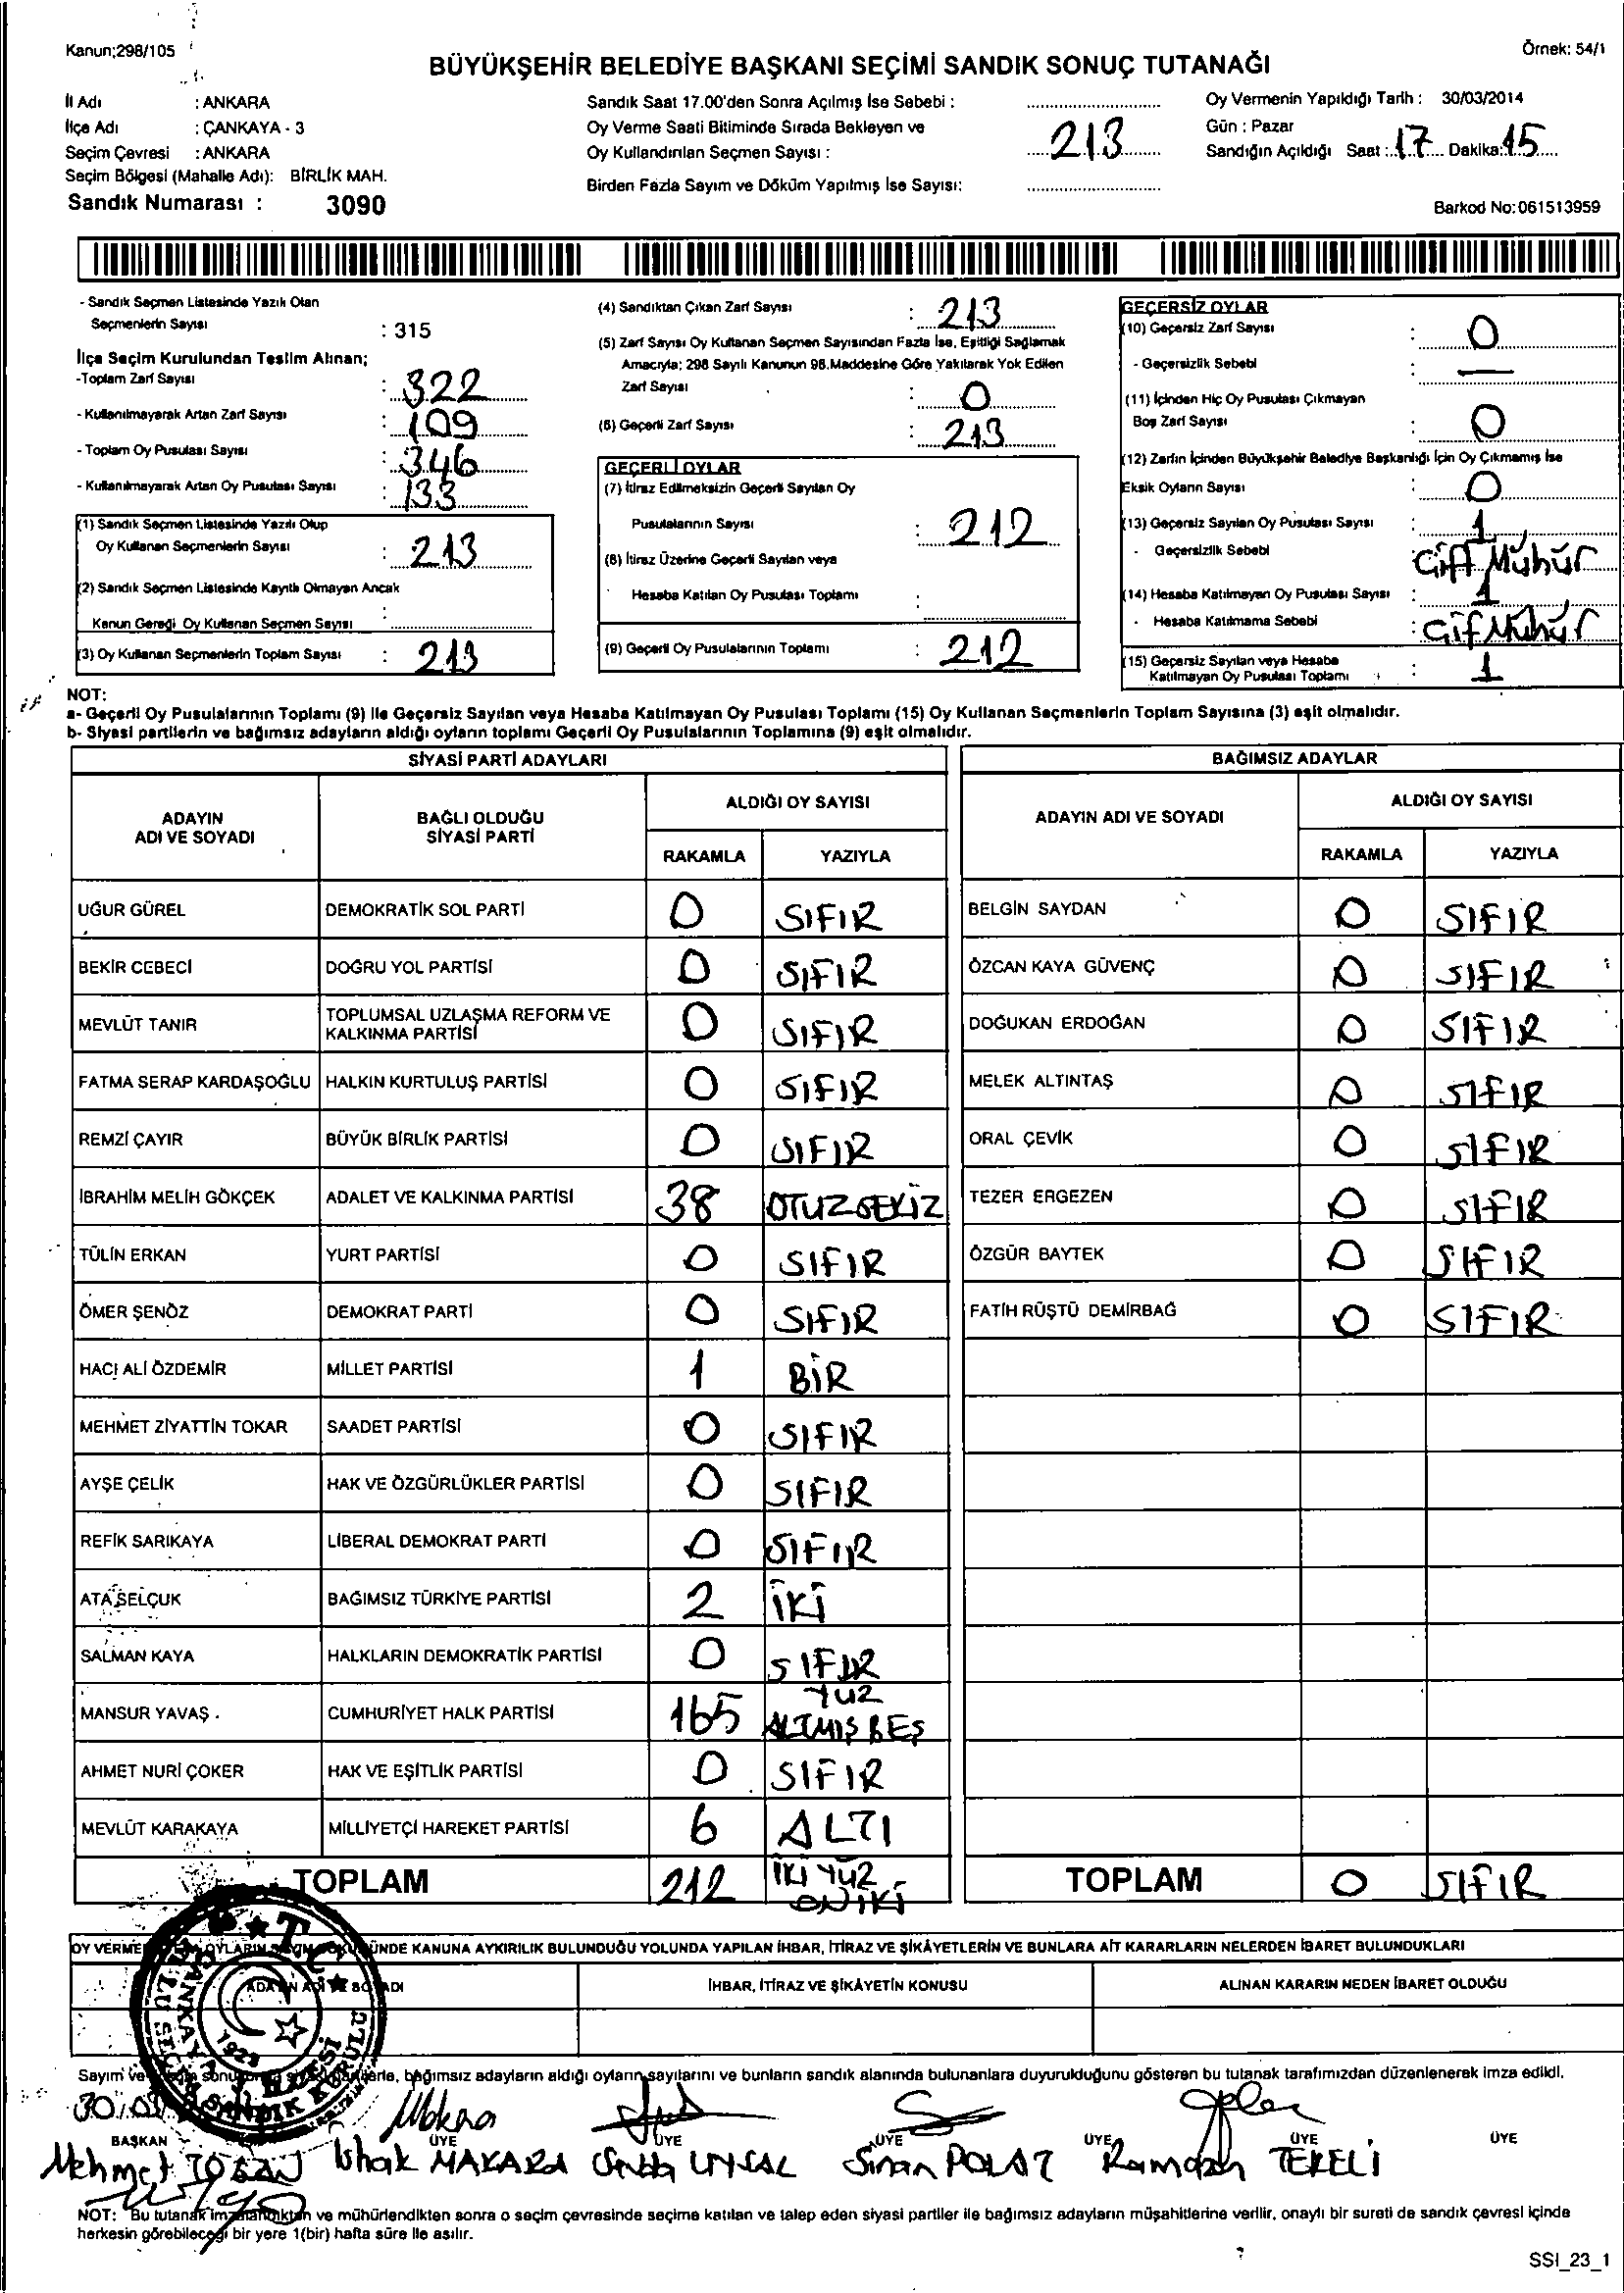 Kanun;298/105
Örnek: 54/1
BÜYÜKŞEHİR BELEDİYE BAŞKANI SEÇİMİ SANDIK SONUÇ TUTANAĞI
İl Adı : ANKARA
İlçe Adı : ÇANKAYA - 3
Seçim Çevresi : ANKARA
Seçim Bölgesi (Mahalle Adı): BİRLİK MAH.
Sandık Numarası : 3090
Sandık Saat 17.00'den Sonra Açılmış İse Sebebi :
Oy Verme Saati Bitiminde Sırada Bekleyen ve
Oy Kullandırılan Seçmen Sayısı : 213
Birden Fazla Sayım ve Döküm Yapılmış İse Sayısı:
Oy Vermenin Yapıldığı Tarih : 30/03/2014
Gün : Pazar
Sandığın Açıldığı Saat : 17 Dakika: 15
Barkod No:061513959
- Sandık Seçmen Listesinde Yazılı Olan
Seçmenlerin Sayısı : 315
İlçe Seçim Kurulundan Teslim Alınan;
-Toplam Zarf Sayısı : 322
- Kullanılmayarak Artan Zarf Sayısı : 109
- Toplam Oy Pusulası Sayısı : 346
- Kullanılmayarak Artan Oy Pusulası Sayısı : 133
(1) Sandık Seçmen Listesinde Yazılı Olup
Oy Kullanan Seçmenlerin Sayısı : 213
(2) Sandık Seçmen Listesinde Kayıtlı Olmayan Ancak
Kanun Gereği Oy Kullanan Seçmen Sayısı :
(3) Oy Kullanan Seçmenlerin Toplam Sayısı : 213
(4) Sandıktan Çıkan Zarf Sayısı : 213
(5) Zarf Sayısı Oy Kullanan Seçmen Sayısından Fazla İse, Eşitliği Sağlamak
Amacıyla; 298 Sayılı Kanunun 98.Maddesine Göre Yakılarak Yok Edilen
Zarf Sayısı : 0
(6) Geçerli Zarf Sayısı : 213
GEÇERLİ OYLAR
(7) İtiraz Edilmeksizin Geçerli Sayılan Oy
Pusulalarının Sayısı : 212
(8) İtiraz Üzerine Geçerli Sayılan veya
Hesaba Katılan Oy Pusulası Toplamı :
(9) Geçerli Oy Pusulalarının Toplamı : 212
GEÇERSİZ OYLAR
(10) Geçersiz Zarf Sayısı : 0
- Geçersizlik Sebebi : —
(11) İçinden Hiç Oy Pusulası Çıkmayan
Boş Zarf Sayısı : 0
(12) Zarfın İçinden Büyükşehir Belediye Başkanlığı İçin Oy Çıkmamış İse
Eksik Oyların Sayısı : 0
(13) Geçersiz Sayılan Oy Pusulası Sayısı : 1
- Geçersizlik Sebebi : Çift Mühür
(14) Hesaba Katılmayan Oy Pusulası Sayısı : 1
- Hesaba Katılmama Sebebi : Çif Mühür
(15) Geçersiz Sayılan veya Hesaba
Katılmayan Oy Pusulası Toplamı : 1
NOT:
a- Geçerli Oy Pusulalarının Toplamı (9) ile Geçersiz Sayılan veya Hesaba Katılmayan Oy Pusulası Toplamı (15) Oy Kullanan Seçmenlerin Toplam Sayısına (3) eşit olmalıdır.
b- Siyasi partilerin ve bağımsız adayların aldığı oyların toplamı Geçerli Oy Pusulalarının Toplamına (9) eşit olmalıdır.
SİYASİ PARTİ ADAYLARI
ADAYIN ADI VE SOYADI
BAĞLI OLDUĞU SİYASİ PARTİ
ALDIĞI OY SAYISI
RAKAMLA YAZIYLA
UĞUR GÜREL DEMOKRATİK SOL PARTİ 0 SIFIR
BEKİR CEBECİ DOĞRU YOL PARTİSİ 0 SIFIR
MEVLÜT TANIR TOPLUMSAL UZLAŞMA REFORM VE KALKINMA PARTİSİ 0 SIFIR
FATMA SERAP KARDAŞOĞLU HALKIN KURTULUŞ PARTİSİ 0 SIFIR
REMZİ ÇAYIR BÜYÜK BİRLİK PARTİSİ 0 SIFIR
İBRAHİM MELİH GÖKÇEK ADALET VE KALKINMA PARTİSİ 38 OTUZSEKİZ
TÜLİN ERKAN YURT PARTİSİ 0 SIFIR
ÖMER ŞENÖZ DEMOKRAT PARTİ 0 SIFIR
HACI ALİ ÖZDEMİR MİLLET PARTİSİ 1 BİR
MEHMET ZİYATTİN TOKAR SAADET PARTİSİ 0 SIFIR
AYŞE ÇELİK HAK VE ÖZGÜRLÜKLER PARTİSİ 0 SIFIR
REFİK SARIKAYA LİBERAL DEMOKRAT PARTİ 0 SIFIR
ATA SELÇUK BAĞIMSIZ TÜRKİYE PARTİSİ 2 İKİ
SALMAN KAYA HALKLARIN DEMOKRATİK PARTİSİ 0 SIFIR
MANSUR YAVAŞ . CUMHURİYET HALK PARTİSİ 165 YÜZ ALTMIŞ BEŞ
AHMET NURİ ÇOKER HAK VE EŞİTLİK PARTİSİ 0 SIFIR
MEVLÜT KARAKAYA MİLLİYETÇİ HAREKET PARTİSİ 6 ALTI
TOPLAM 212 İKİ YÜZ ONİKİ
BAĞIMSIZ ADAYLAR
ADAYIN ADI VE SOYADI
ALDIĞI OY SAYISI
RAKAMLA YAZIYLA
BELGİN SAYDAN 0 SIFIR
ÖZCAN KAYA GÜVENÇ 0 SIFIR
DOĞUKAN ERDOĞAN 0 SIFIR
MELEK ALTINTAŞ 0 SIFIR
ORAL ÇEVİK 0 SIFIR
TEZER ERGEZEN 0 SIFIR
ÖZGÜR BAYTEK 0 SIFIR
FATİH RÜŞTÜ DEMİRBAĞ 0 SIFIR
TOPLAM 0 SIFIR
OY VERME OYLARIN KANUNA AYKIRILIK BULUNDUĞU YOLUNDA YAPILAN İHBAR, İTİRAZ VE ŞİKÂYETLERİN VE BUNLARA AİT KARARLARIN NELERDEN İBARET BULUNDUKLARI
ADAYIN ADI VE SOYADI
İHBAR, İTİRAZ VE ŞİKÂYETİN KONUSU
ALINAN KARARIN NEDEN İBARET OLDUĞU
T.C. ÇANKAYA 1923 SANDIK KURULU
Sayım ve bağımsız adayların aldığı oyların sayılarını ve bunların sandık alanında bulunanlara duyurulduğunu gösteren bu tutanak tarafımızdan düzenlenerek imza edildi.
BAŞKAN ÜYE ÜYE ÜYE ÜYE ÜYE ÜYE
Mehmet İshak MAKARA UYSAL Sinan POLAT Ramazan TEKELİ
NOT: Bu tutanak imzalandıktan ve mühürlendikten sonra o seçim çevresinde seçime katılan ve talep eden siyasi partiler ile bağımsız adayların müşahitlerine verilir, onaylı bir sureti de sandık çevresi içinde
herkesin görebileceği bir yere 1(bir) hafta süre ile asılır.
SSI_23_1